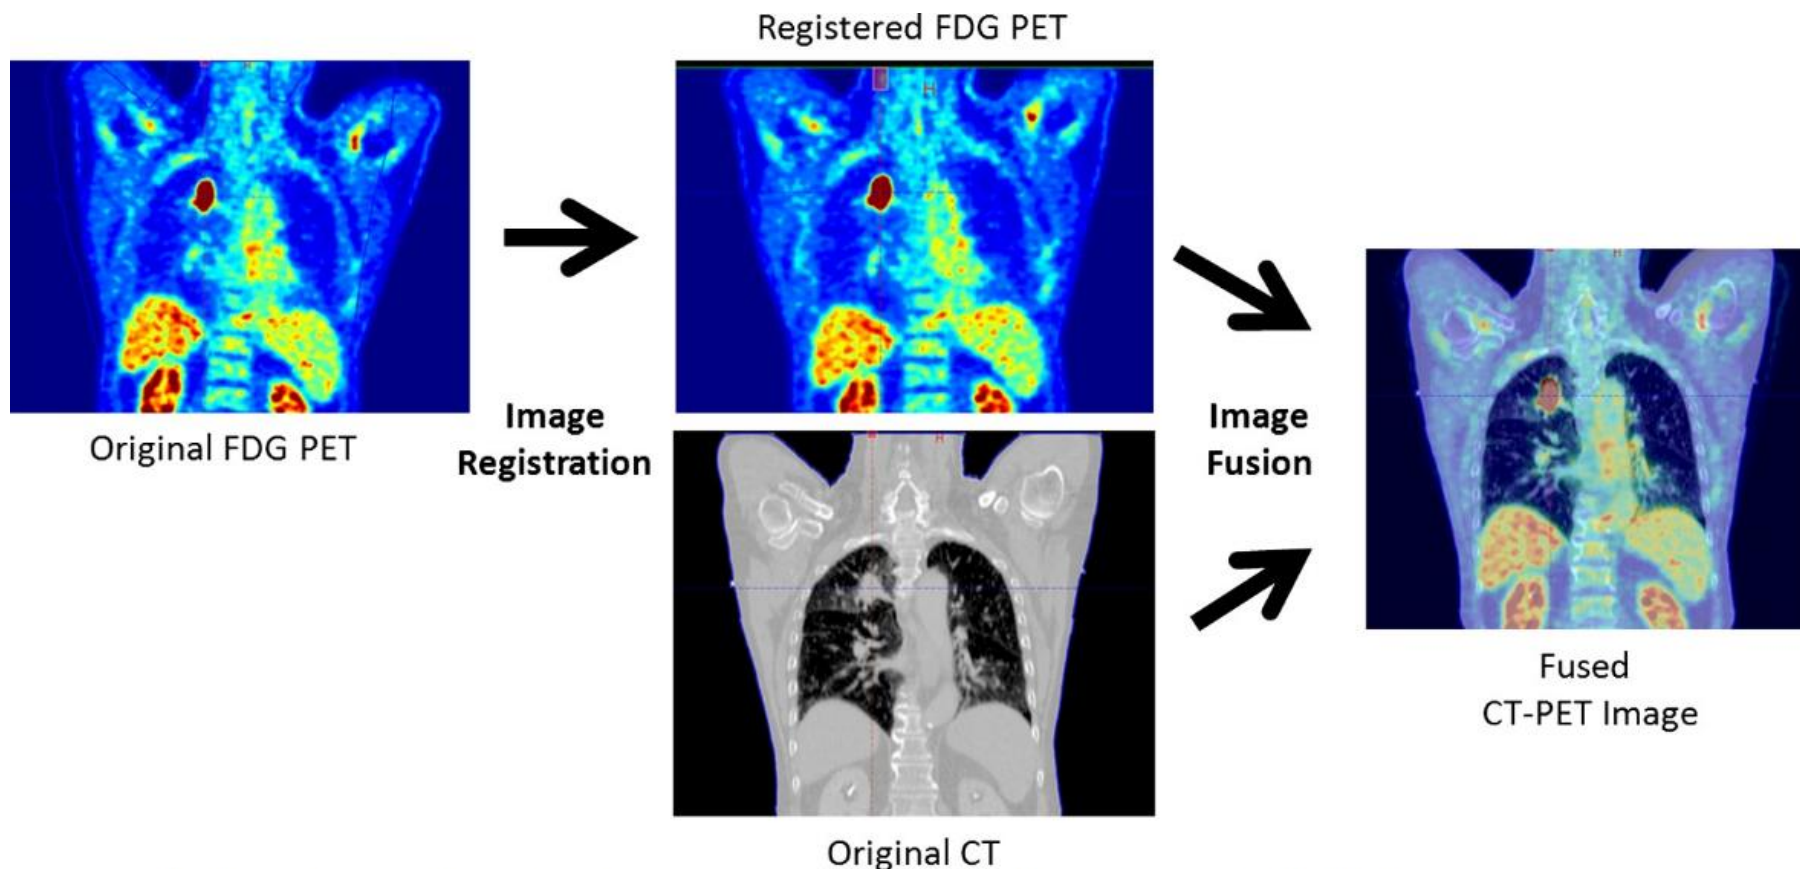 Registered FDG PET
Original FDG PET
Image
Registration
Image
Fusion
Original CT
Fused
CT-PET Image
H
H
H